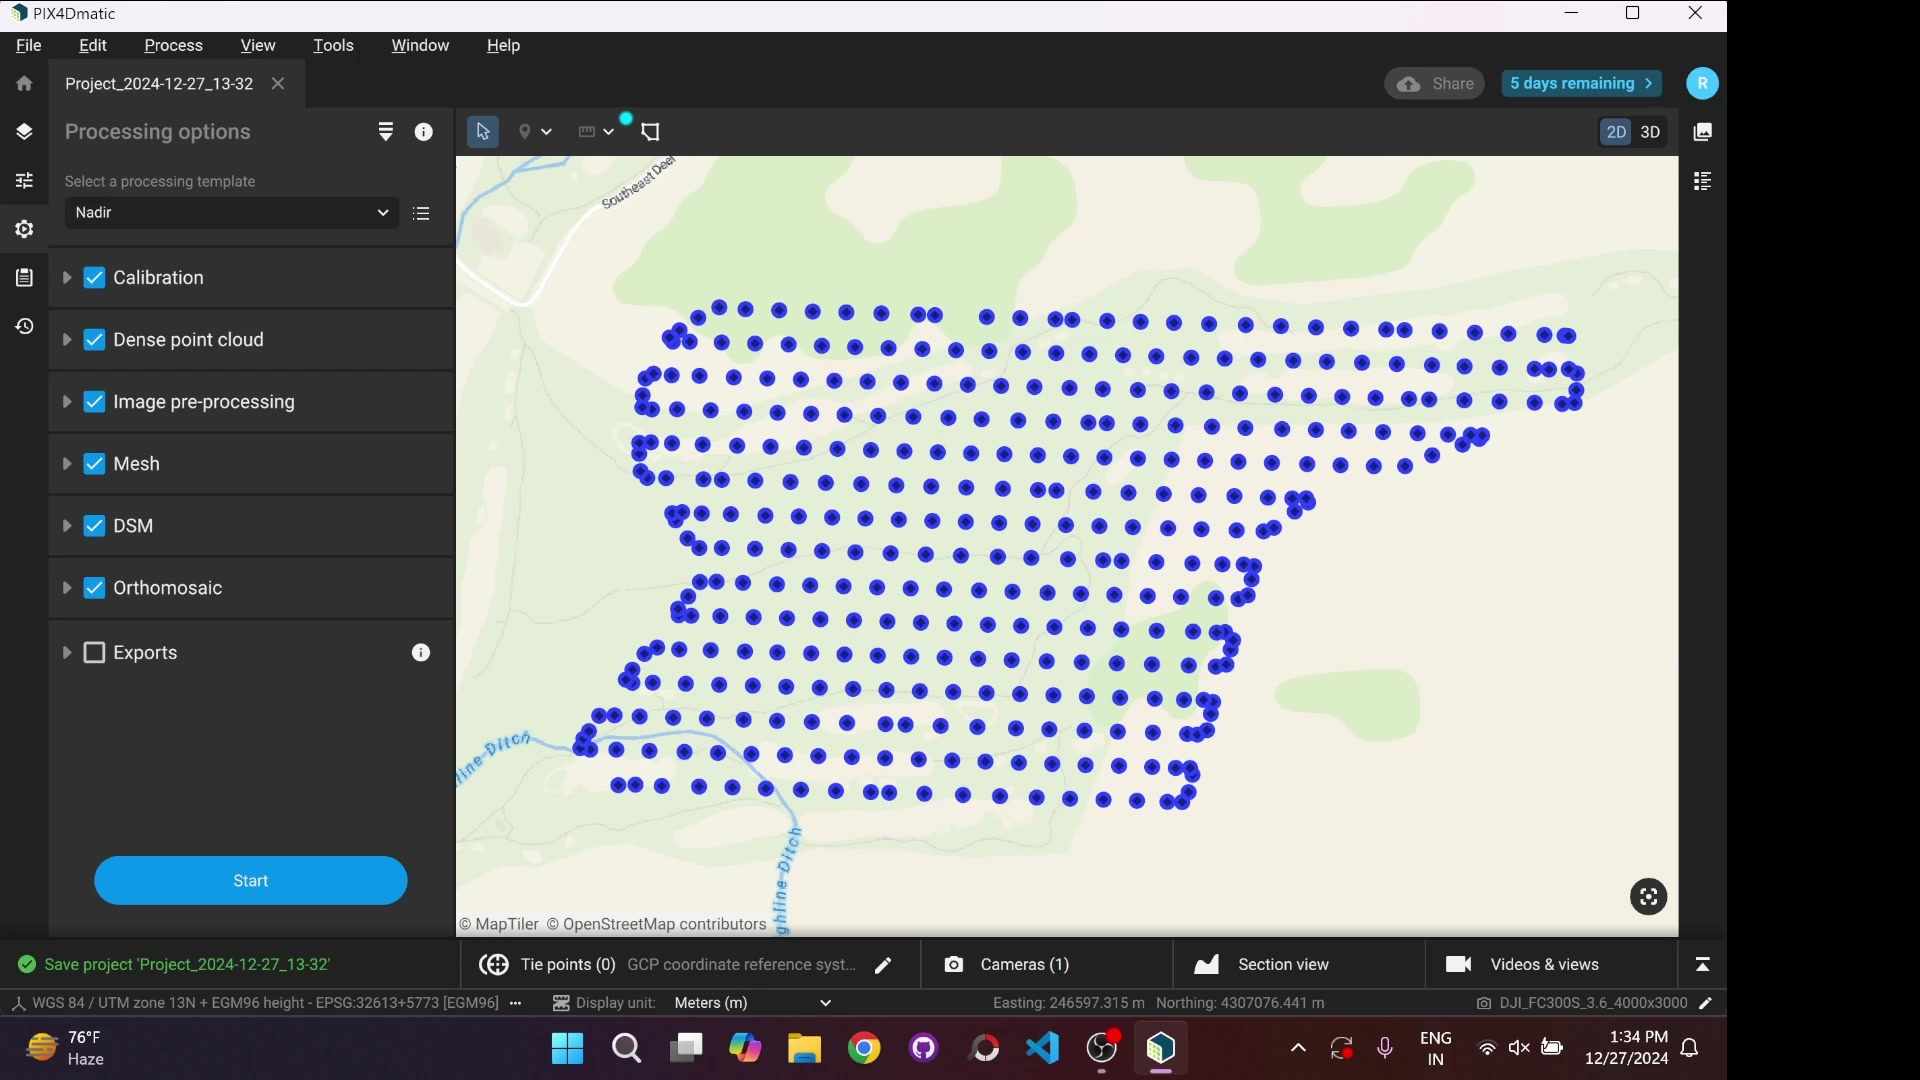 PIX4Dmatic
File Edit Process View Tools Window Help
Project_2024-12-27_13-32
Share
5 days remaining
R
Processing options
2D 3D
Select a processing template
Nadir
Calibration
Dense point cloud
Image pre-processing
Mesh
DSM
Orthomosaic
Exports
Start
Southeast Deer
line-Ditch
ghline-Ditch
© MapTiler © OpenStreetMap contributors
Save project 'Project_2024-12-27_13-32'
Tie points (0) GCP coordinate reference syst...
Cameras (1)
Section view
Videos & views
WGS 84 / UTM zone 13N + EGM96 height - EPSG:32613+5773 [EGM96]
Display unit: Meters (m)
Easting: 246597.315 m Northing: 4307076.441 m
DJI_FC300S_3.6_4000x3000
76°F
Haze
ENG
IN
1:34 PM
12/27/2024